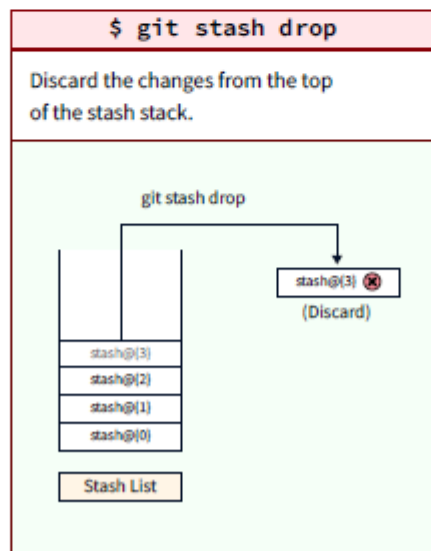 $ git stash drop
Discard the changes from the top
of the stash stack.
git stash drop
stash@{3}
(Discard)
stash@{3}
stash@{2}
stash@{1}
stash@{0}
Stash List